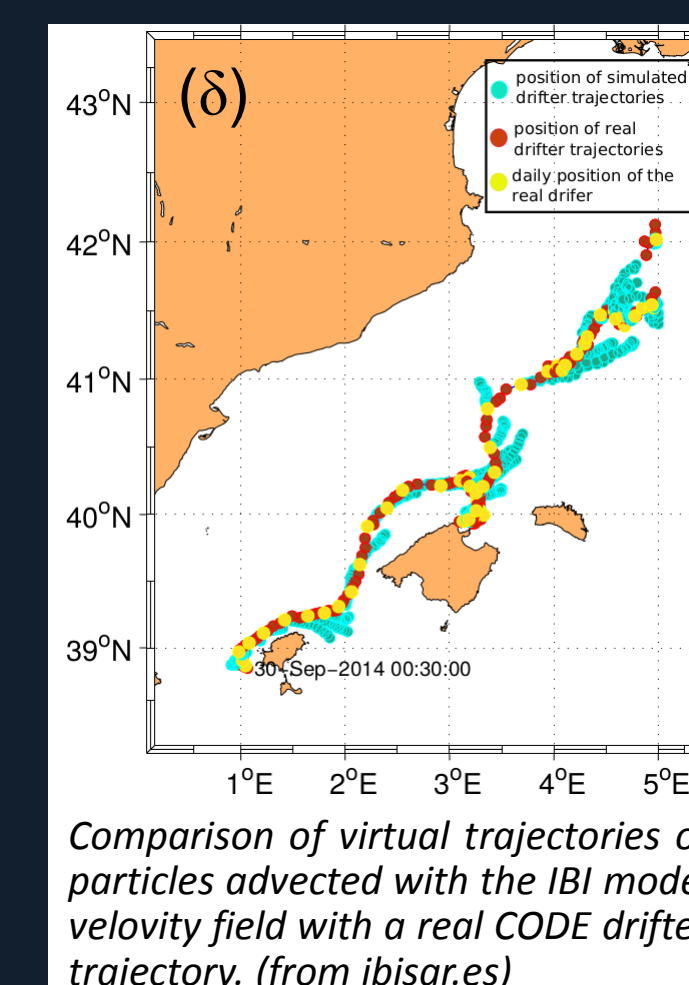 (δ)
position of simulated
drifter trajectories
position of real
drifter trajectories
daily position of the
real drifer
43°N
42°N
41°N
40°N
39°N
30-Sep-2014 00:30:00
1°E 2°E 3°E 4°E 5°E
Comparison of virtual trajectories
particles advected with the IBI mode
velovity field with a real CODE drifte
trajectory. (from ibisar.es)